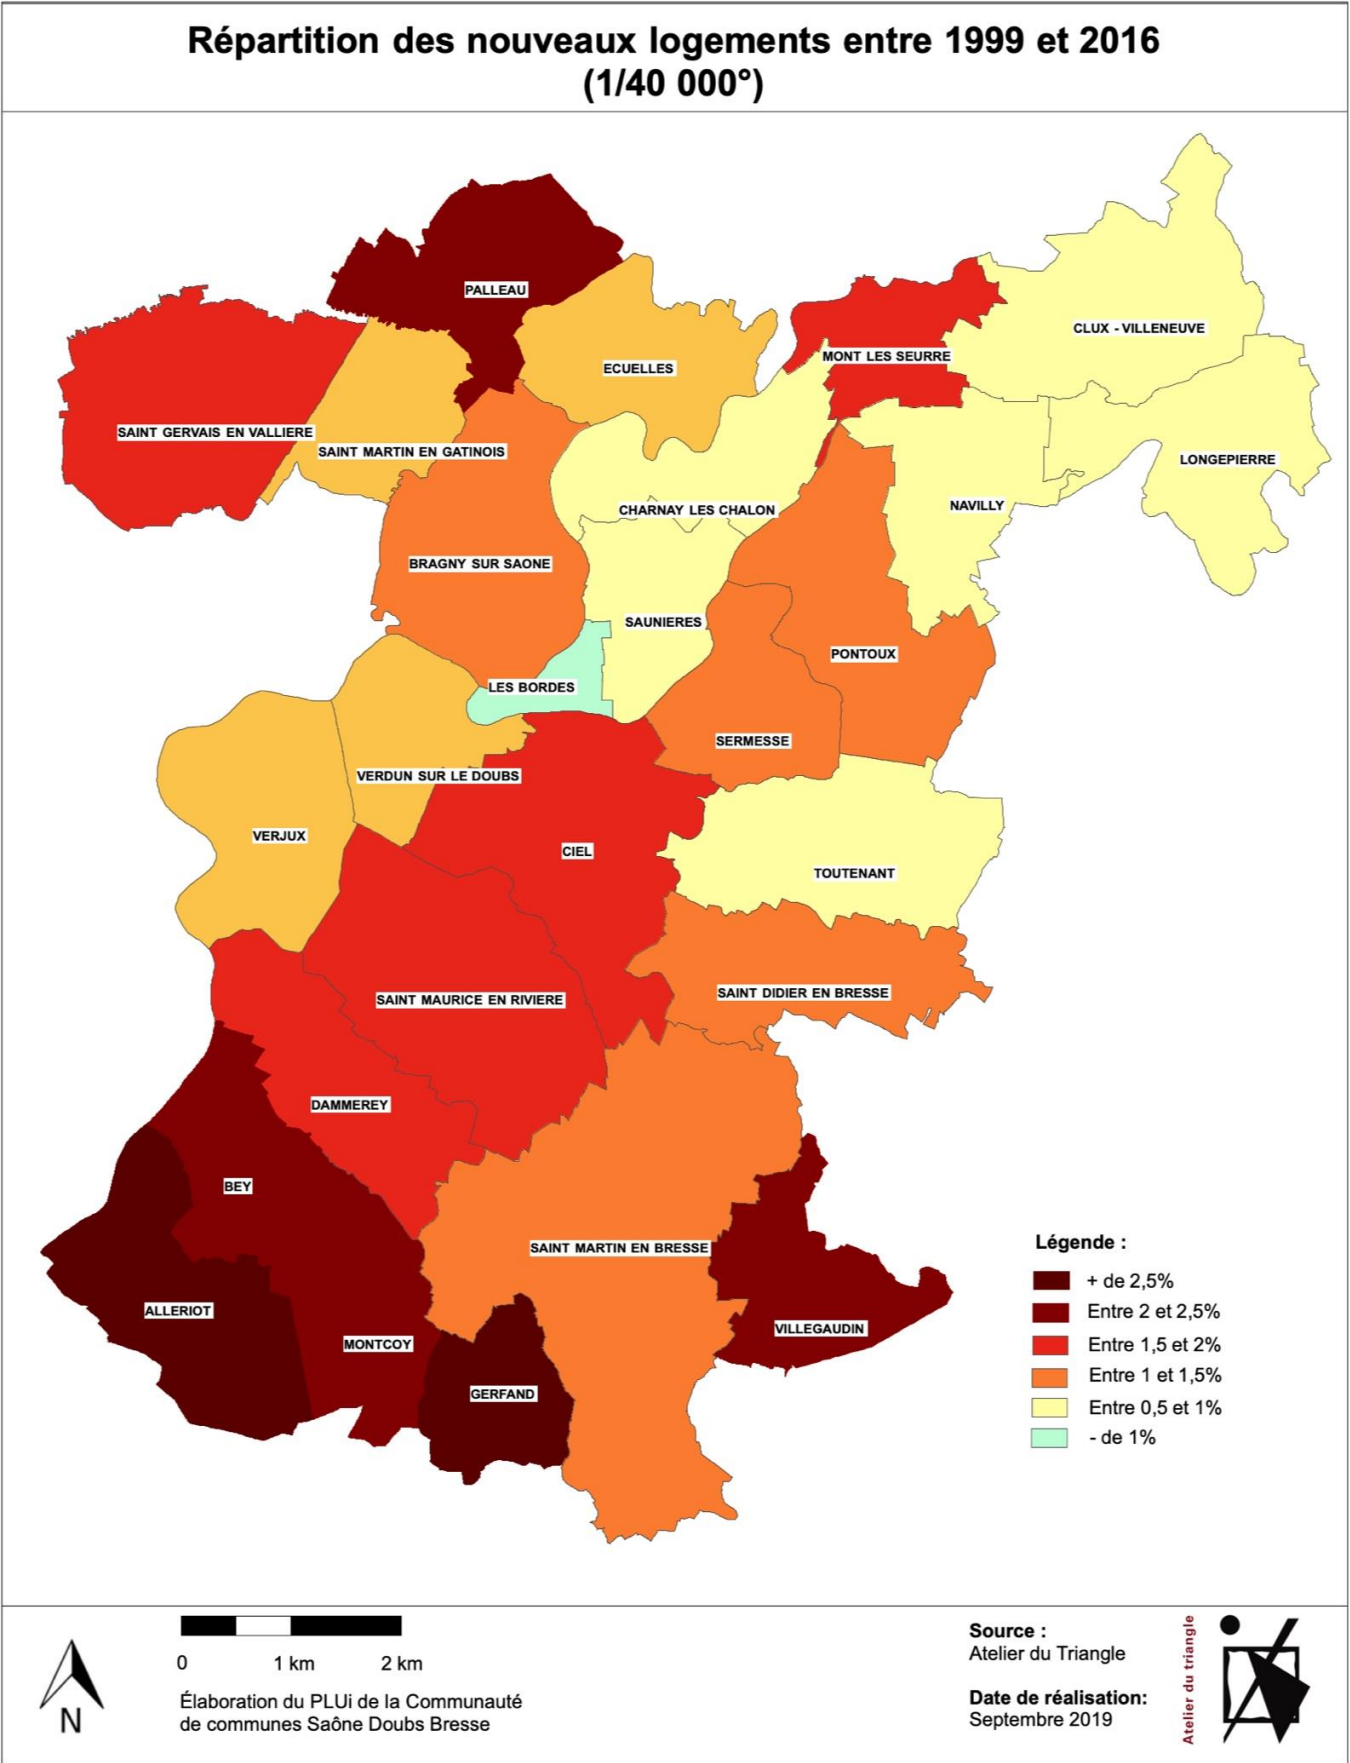 Répartition des nouveaux logements entre 1999 et 2016
(1/40 000°)
PALLEAU
CLUX - VILLENEUVE
MONT LES SEURRE
ECUELLES
SAINT GERVAIS EN VALLIERE
SAINT MARTIN EN GATINOIS
LONGEPIERRE
NAVILLY
CHARNAY LES CHALON
BRAGNY SUR SAONE
SAUNIERES
PONTOUX
LES BORDES
SERMESSE
VERDUN SUR LE DOUBS
VERJUX
CIEL
TOUTENANT
SAINT DIDIER EN BRESSE
SAINT MAURICE EN RIVIERE
DAMMEREY
BEY
SAINT MARTIN EN BRESSE
ALLERIOT
VILLEGAUDIN
MONTCOY
GERFAND
Légende :
+ de 2,5%
Entre 2 et 2,5%
Entre 1,5 et 2%
Entre 1 et 1,5%
Entre 0,5 et 1%
- de 1%
N
0 1 km 2 km
Élaboration du PLUi de la Communauté
de communes Saône Doubs Bresse
Source :
Atelier du Triangle
Date de réalisation:
Septembre 2019
Atelier du triangle